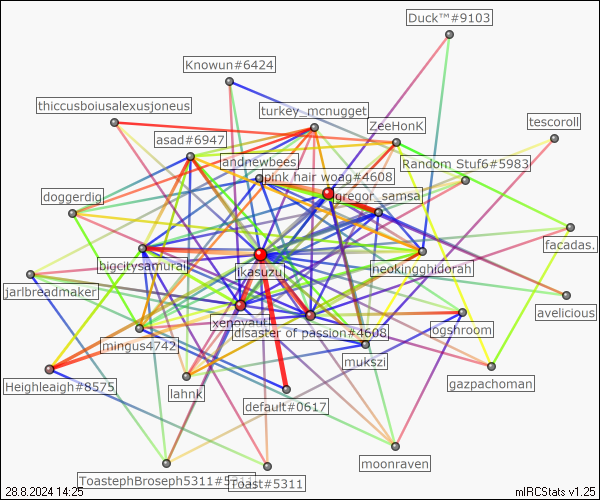 Duck™#9103
Knowun#6424
thiccusboiusalexusjoneus
turkey_mcnugget
ZeeHonK
tescoroll
asad#6947
andnewbees
Random Stuf6#5983
pink hair woag#4608
doggerdig
gregor_samsa
facadas.
bigcitysamurai
ikasuzu
neokingghidorah
jarlbreadmaker
avelicious
xenovault
disaster of passion#4608
ogshroom
mingus4742
mukszi
Heighleaigh#8575
lahnk
gazpachoman
default#0617
moonraven
ToastephBroseph5311#5311
Toast#5311
28.8.2024 14:25
mIRCStats v1.25